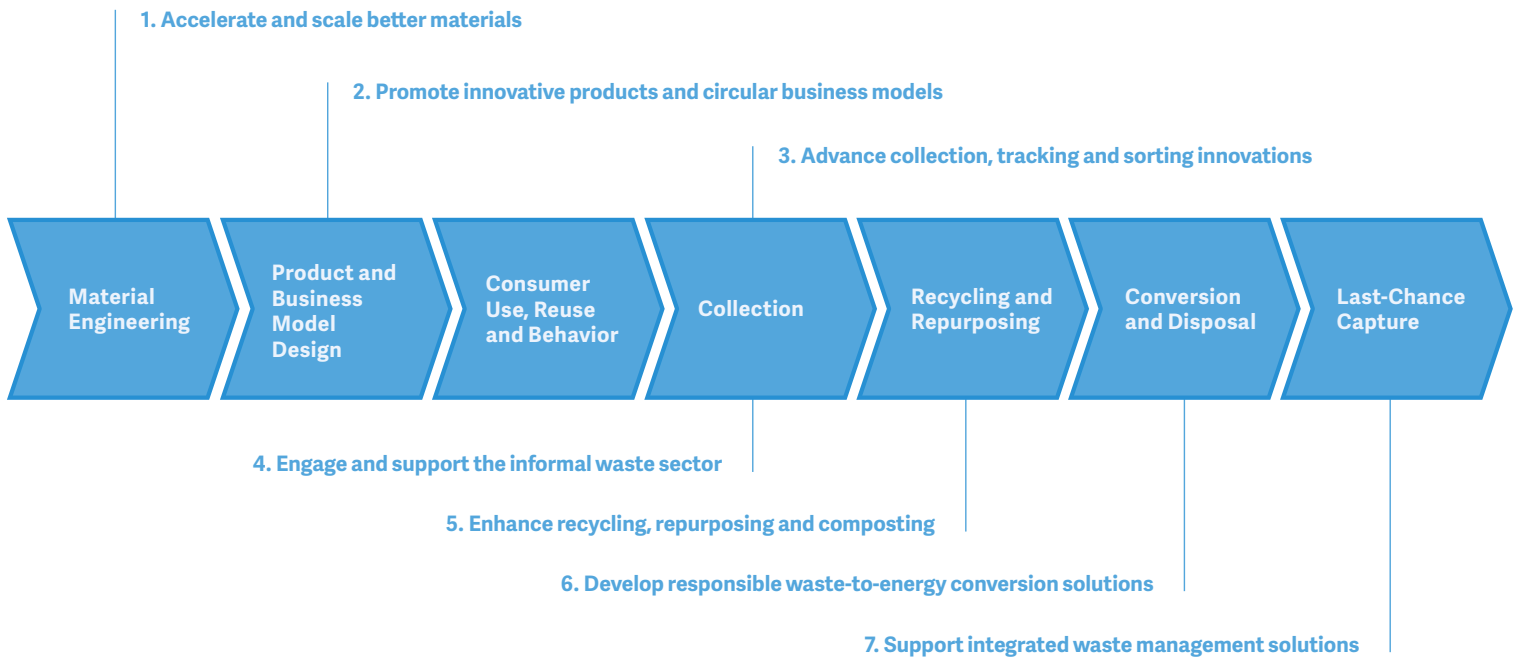 1. Accelerate and scale better materials
2. Promote innovative products and circular business models
3. Advance collection, tracking and sorting innovations
Material
Engineering
Product and
Business
Model
Design
Consumer
Use, Reuse
and Behavior
Collection
Recycling and
Repurposing
Conversion
and Disposal
Last-Chance
Capture
4. Engage and support the informal waste sector
5. Enhance recycling, repurposing and composting
6. Develop responsible waste-to-energy conversion solutions
7. Support integrated waste management solutions